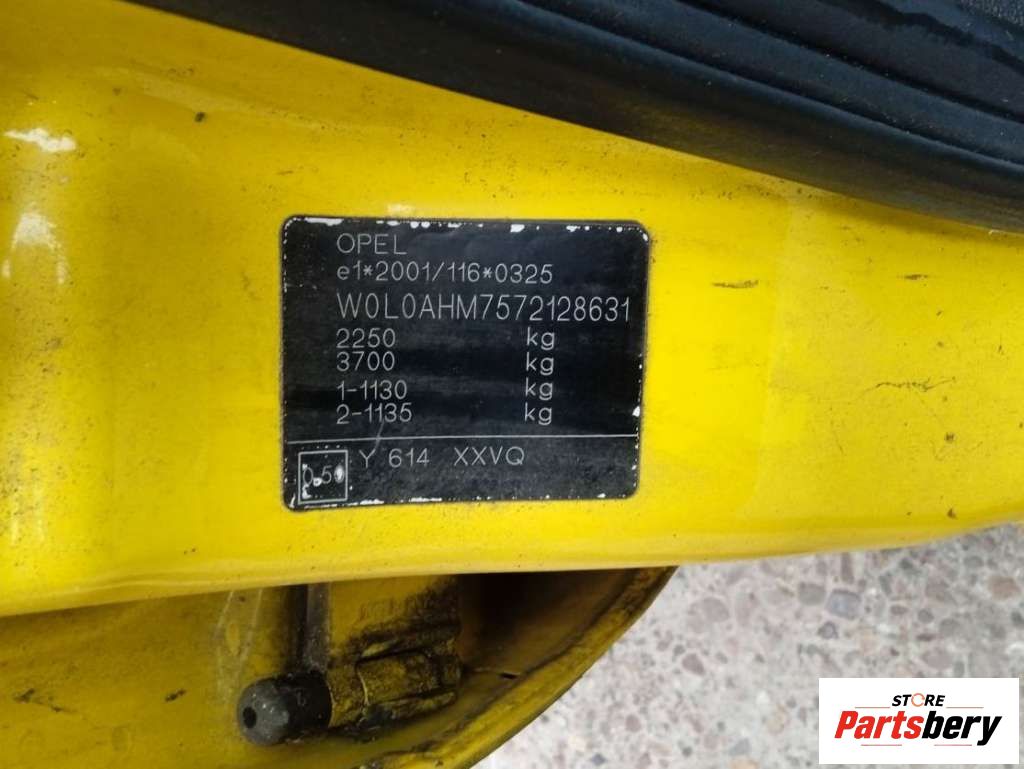 OPEL
e1*2001/116*0325
W0L0AHM7572128631
2250 kg
3700 kg
1-1130 kg
2-1135 kg
Y 614 XXVQ
STORE
Partsbery